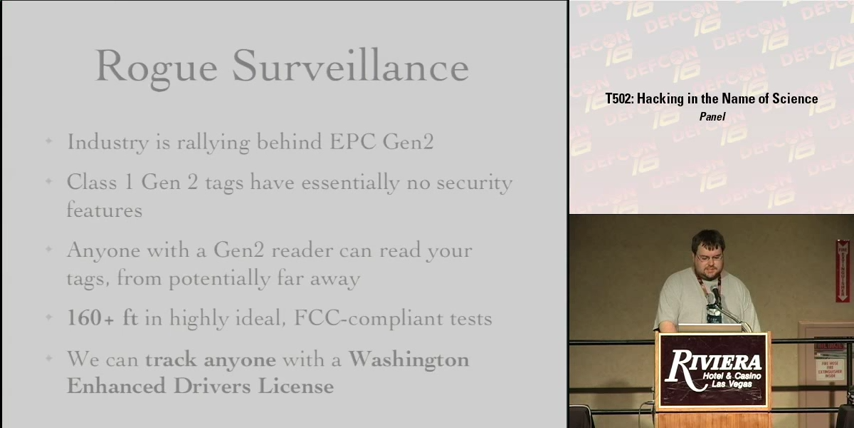 Rogue Surveillance
Industry is rallying behind EPC Gen2
Class 1 Gen 2 tags have essentially no security
features
Anyone with a Gen2 reader can read your
tags, from potentially far away
160+ ft in highly ideal, FCC-compliant tests
We can track anyone with a Washington
Enhanced Drivers License
DEFCON
16
T502: Hacking in the Name of Science
Panel
RIVIERA
Hotel & Casino
Las Vegas